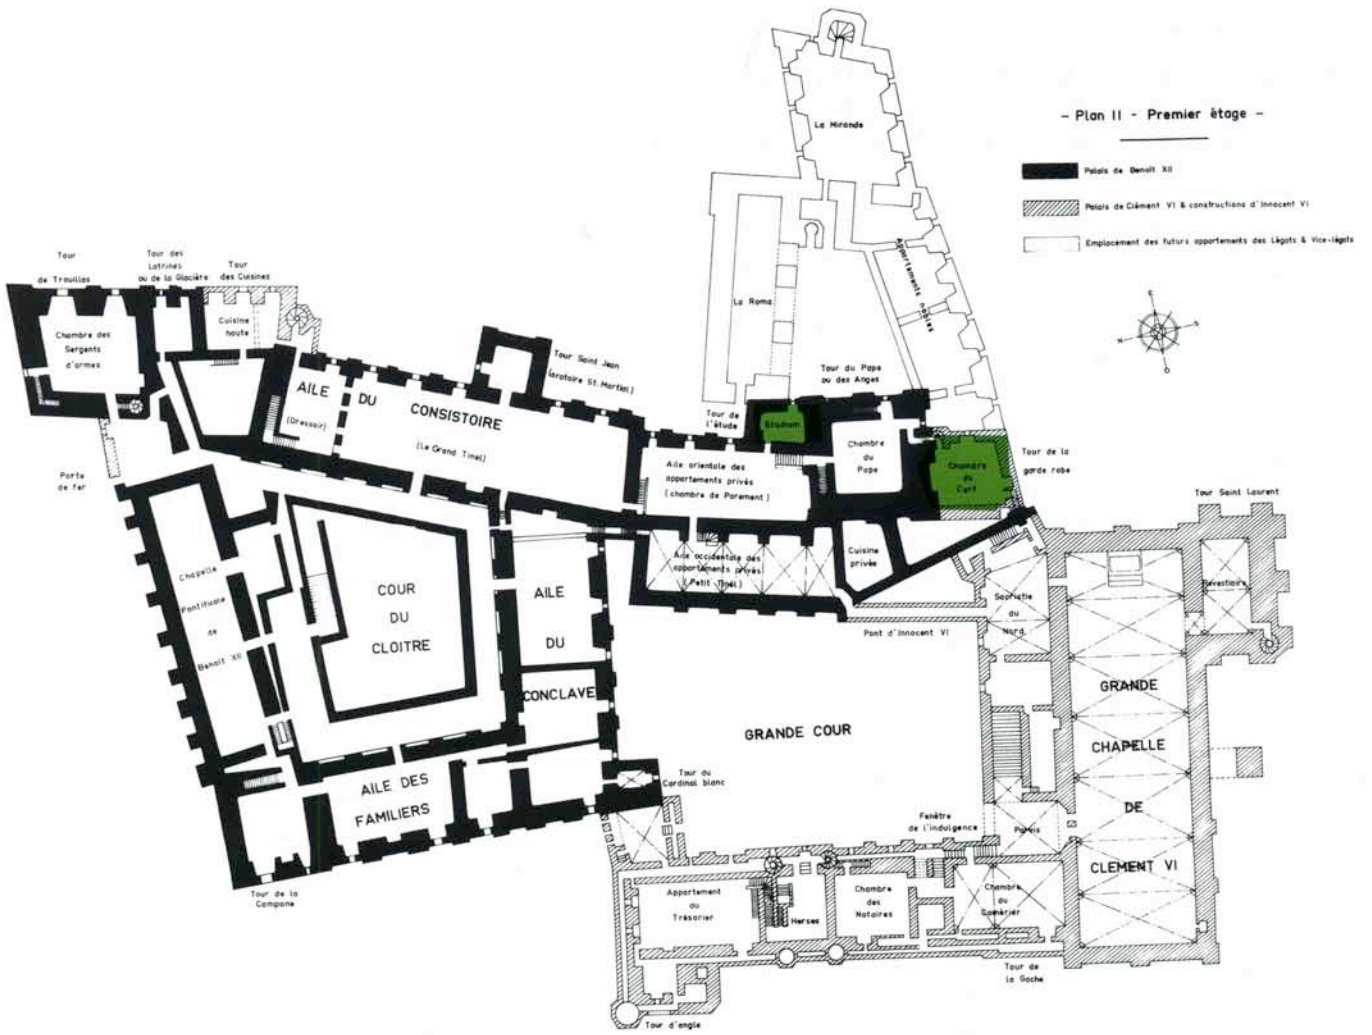 - Plan II - Premier étage -
Palais de Benoît XII
Palais de Clément VI & constructions d'Innocent VI
Emplacement des futurs appartements des Légats & Vice-légats
E
S
N
O
La Mirande
Appartements nobles
La Roma
Tour
de Trouillas
Tour des
Latrines
ou de la Glacière
Tour
des Cuisines
Chambre des
Sergents
d'armes
Cuisine
haute
Tour Saint Jean
(oratoire St. Martial)
Tour du Pape
ou des Anges
Tour de
l'étude
Studium
AILE DU CONSISTOIRE
(Dressoir)
(Le Grand Tinel)
Chambre
du
Pape
Chambre
du
Cerf
Tour de la
garde robe
Aile orientale des
appartements privés
(chambre de Parement)
Porte
de fer
Tour Saint Laurent
Aile occidentale des
appartements privés
(Petit Tinel)
Cuisine
privée
Revestiaire
Chapelle
Pontificale
de
Benoît XII
COUR
DU
CLOITRE
AILE
DU
CONCLAVE
Sacristie
du
Nord
Pont d'Innocent VI
GRANDE COUR
GRANDE
CHAPELLE
DE
CLEMENT VI
AILE DES
FAMILIERS
Tour du
Cardinal blanc
Fenêtre
de l'indulgence
Parvis
Tour de la
Campane
Appartement
du
Trésorier
Herses
Chambre
des
Notaires
Chambre
du
Camérier
Tour de
la Gache
Tour d'angle